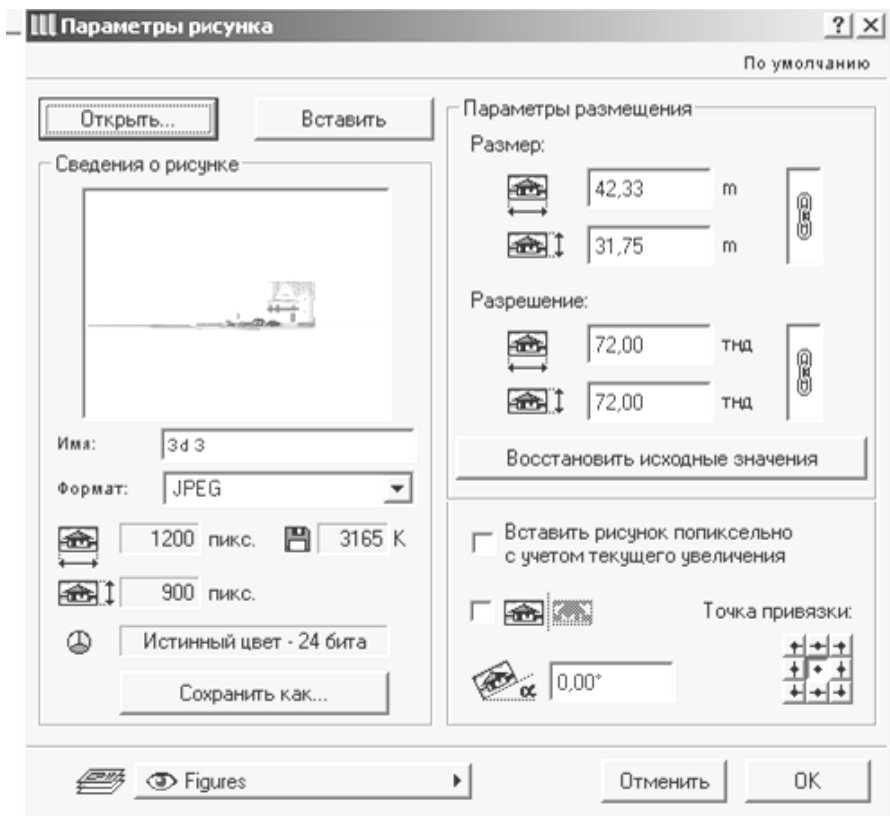 Параметры рисунка
По умолчанию
Открыть...
Вставить
Сведения о рисунке
Имя:
3d 3
Формат:
JPEG
1200 пикс.
3165 K
900 пикс.
Истинный цвет - 24 бита
Сохранить как...
Параметры размещения
Размер:
42,33 m
31,75 m
Разрешение:
72,00 тнд
72,00 тнд
Восстановить исходные значения
Вставить рисунок попиксельно
с учетом текущего увеличения
Точка привязки:
α 0,00°
Figures
Отменить
OK